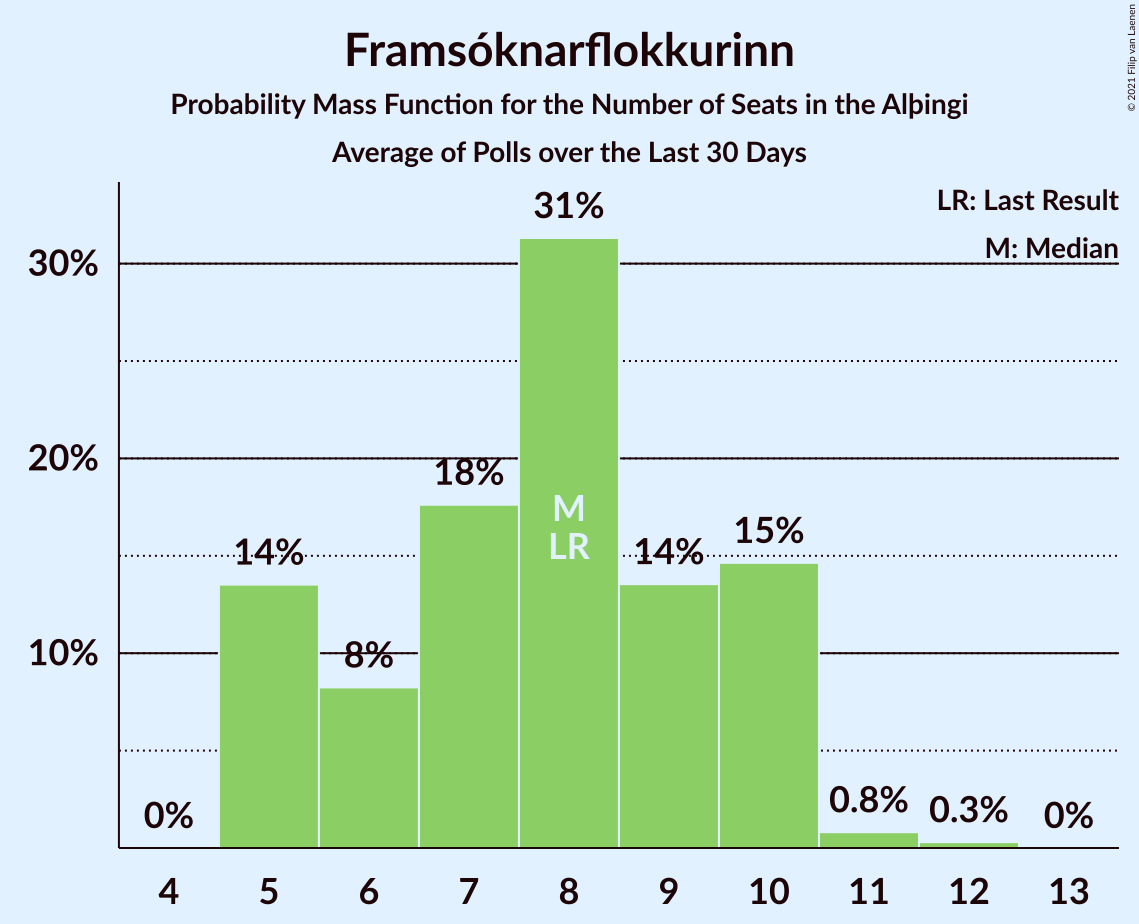 Framsóknarflokkurinn
Probability Mass Function for the Number of Seats in the Alþingi
Average of Polls over the Last 30 Days
© 2021 Filip van Laenen
LR: Last Result
M: Median
30%
20%
10%
0%
14%
8%
18%
31%
M
LR
14%
15%
0.8%
0.3%
0%
4 5 6 7 8 9 10 11 12 13